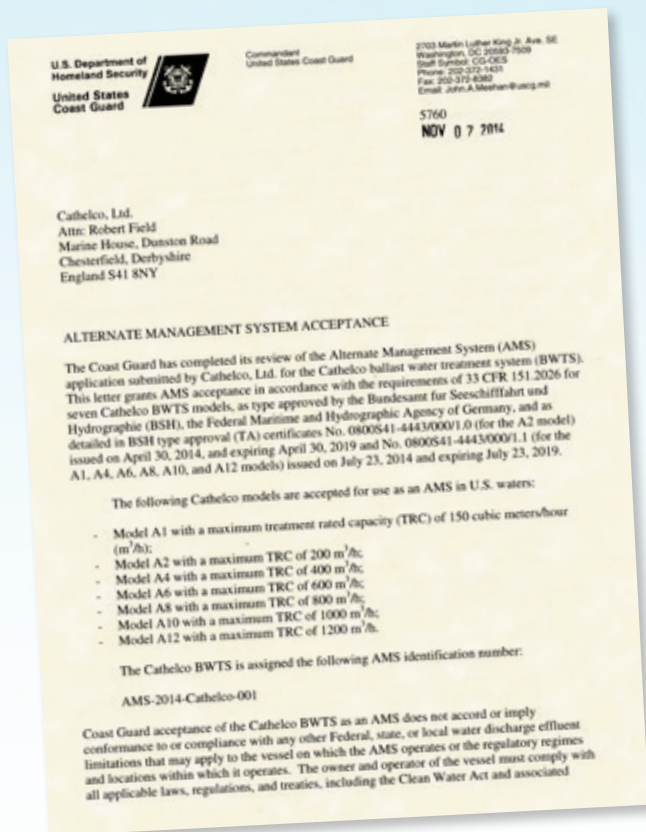 U.S. Department of
Homeland Security
United States
Coast Guard
Commandant
United States Coast Guard
2703 Martin Luther King Jr. Ave. SE
Washington, DC 20593-7509
Staff Symbol: CG-OES
Phone: 202-372-1431
Fax: 202-372-8382
Email: John.A.Meehan@uscg.mil
5760
NOV 07 2014
Cathelco, Ltd.
Attn: Robert Field
Marine House, Dunston Road
Chesterfield, Derbyshire
England S41 8NY
ALTERNATE MANAGEMENT SYSTEM ACCEPTANCE
The Coast Guard has completed its review of the Alternate Management System (AMS)
application submitted by Cathelco, Ltd. for the Cathelco ballast water treatment system (BWTS).
This letter grants AMS acceptance in accordance with the requirements of 33 CFR 151.2026 for
seven Cathelco BWTS models, as type approved by the Bundesamt fur Seeschifffahrt und
Hydrographie (BSH), the Federal Maritime and Hydrographic Agency of Germany, and as
detailed in BSH type approval (TA) certificates No. 0800S41-4443/000/1.0 (for the A2 model)
issued on April 30, 2014, and expiring April 30, 2019 and No. 0800S41-4443/000/1.1 (for the
A1, A4, A6, A8, A10, and A12 models) issued on July 23, 2014 and expiring July 23, 2019.
The following Cathelco models are accepted for use as an AMS in U.S. waters:
- Model A1 with a maximum treatment rated capacity (TRC) of 150 cubic meters/hour
(m³/h);
- Model A2 with a maximum TRC of 200 m³/h;
- Model A4 with a maximum TRC of 400 m³/h;
- Model A6 with a maximum TRC of 600 m³/h;
- Model A8 with a maximum TRC of 800 m³/h;
- Model A10 with a maximum TRC of 1000 m³/h;
- Model A12 with a maximum TRC of 1200 m³/h.
The Cathelco BWTS is assigned the following AMS identification number:
AMS-2014-Cathelco-001
Coast Guard acceptance of the Cathelco BWTS as an AMS does not accord or imply
conformance to or compliance with any other Federal, state, or local water discharge effluent
limitations that may apply to the vessel on which the AMS operates or the regulatory regimes
and locations within which it operates. The owner and operator of the vessel must comply with
all applicable laws, regulations, and treaties, including the Clean Water Act and associated